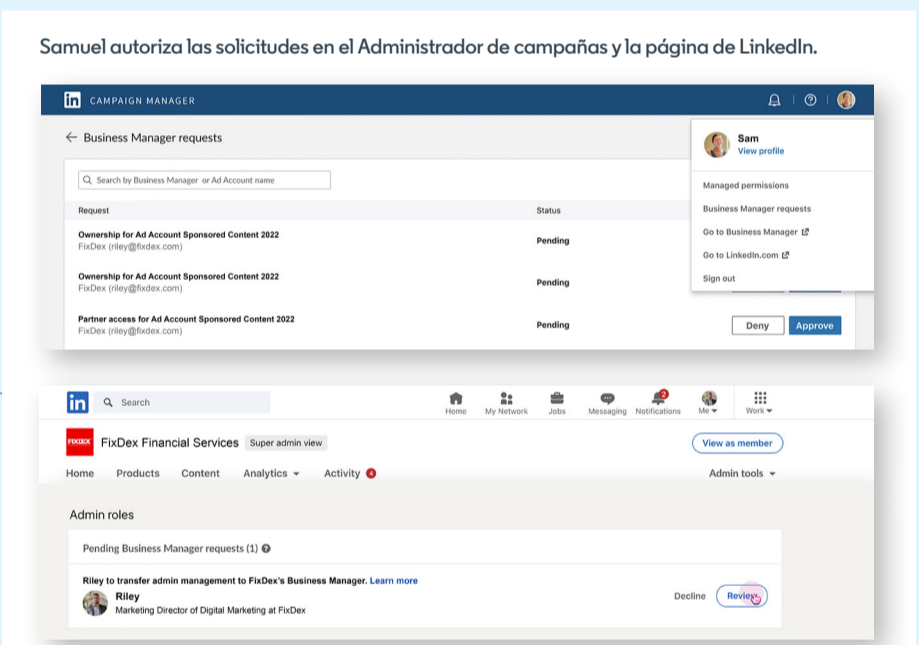 Samuel autoriza las solicitudes en el Administrador de campañas y la página de LinkedIn.
in CAMPAIGN MANAGER
← Business Manager requests
Sam
View profile
Search by Business Manager or Ad Account name
Managed permissions
Request Status
Business Manager requests
Ownership for Ad Account Sponsored Content 2022
FixDex (riley@fixdex.com)
Pending
Go to Business Manager
Go to LinkedIn.com
Ownership for Ad Account Sponsored Content 2022
FixDex (riley@fixdex.com)
Pending
Sign out
Partner access for Ad Account Sponsored Content 2022
FixDex (riley@fixdex.com)
Pending
Deny Approve
in Search
2
Home My Network Jobs Messaging Notifications Me Work
FIXDEX FixDex Financial Services Super admin view View as member
Home Products Content Analytics Activity 4 Admin tools
Admin roles
Pending Business Manager requests (1)
Riley to transfer admin management to FixDex's Business Manager. Learn more
Riley
Marketing Director of Digital Marketing at FixDex
Decline Review